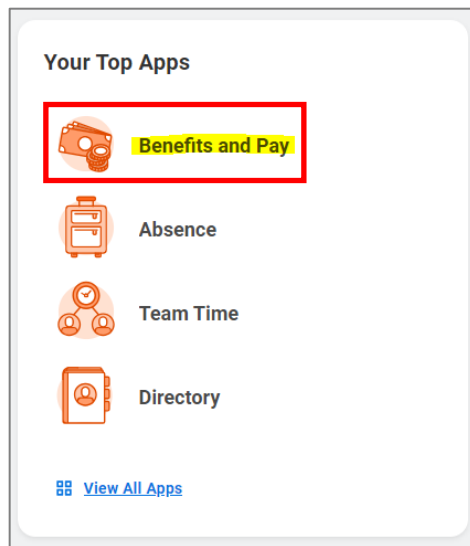 Your Top Apps
Benefits and Pay
Absence
Team Time
Directory
View All Apps